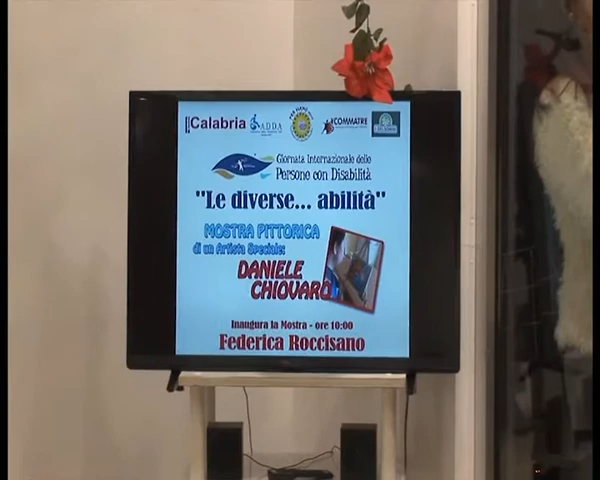 Calabria
ADDA
COMMATRE
Giornata Internazionale delle
Persone con Disabilità
"Le diverse... abilità"
MOSTRA PITTORICA
di un Artista Speciale:
DANIELE
CHIOVARO
Inaugura la Mostra - ore 10:00
Federica Roccisano